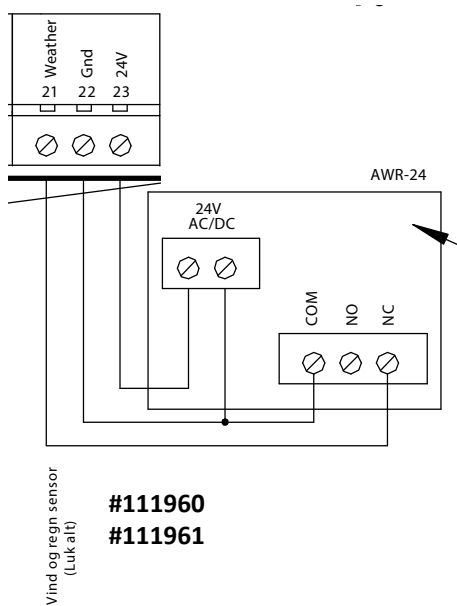 Weather
Gnd
24V
21 22 23
AWR-24
24V
AC/DC
COM
NO
NC
Vind og regn sensor
(Luk alt)
#111960
#111961